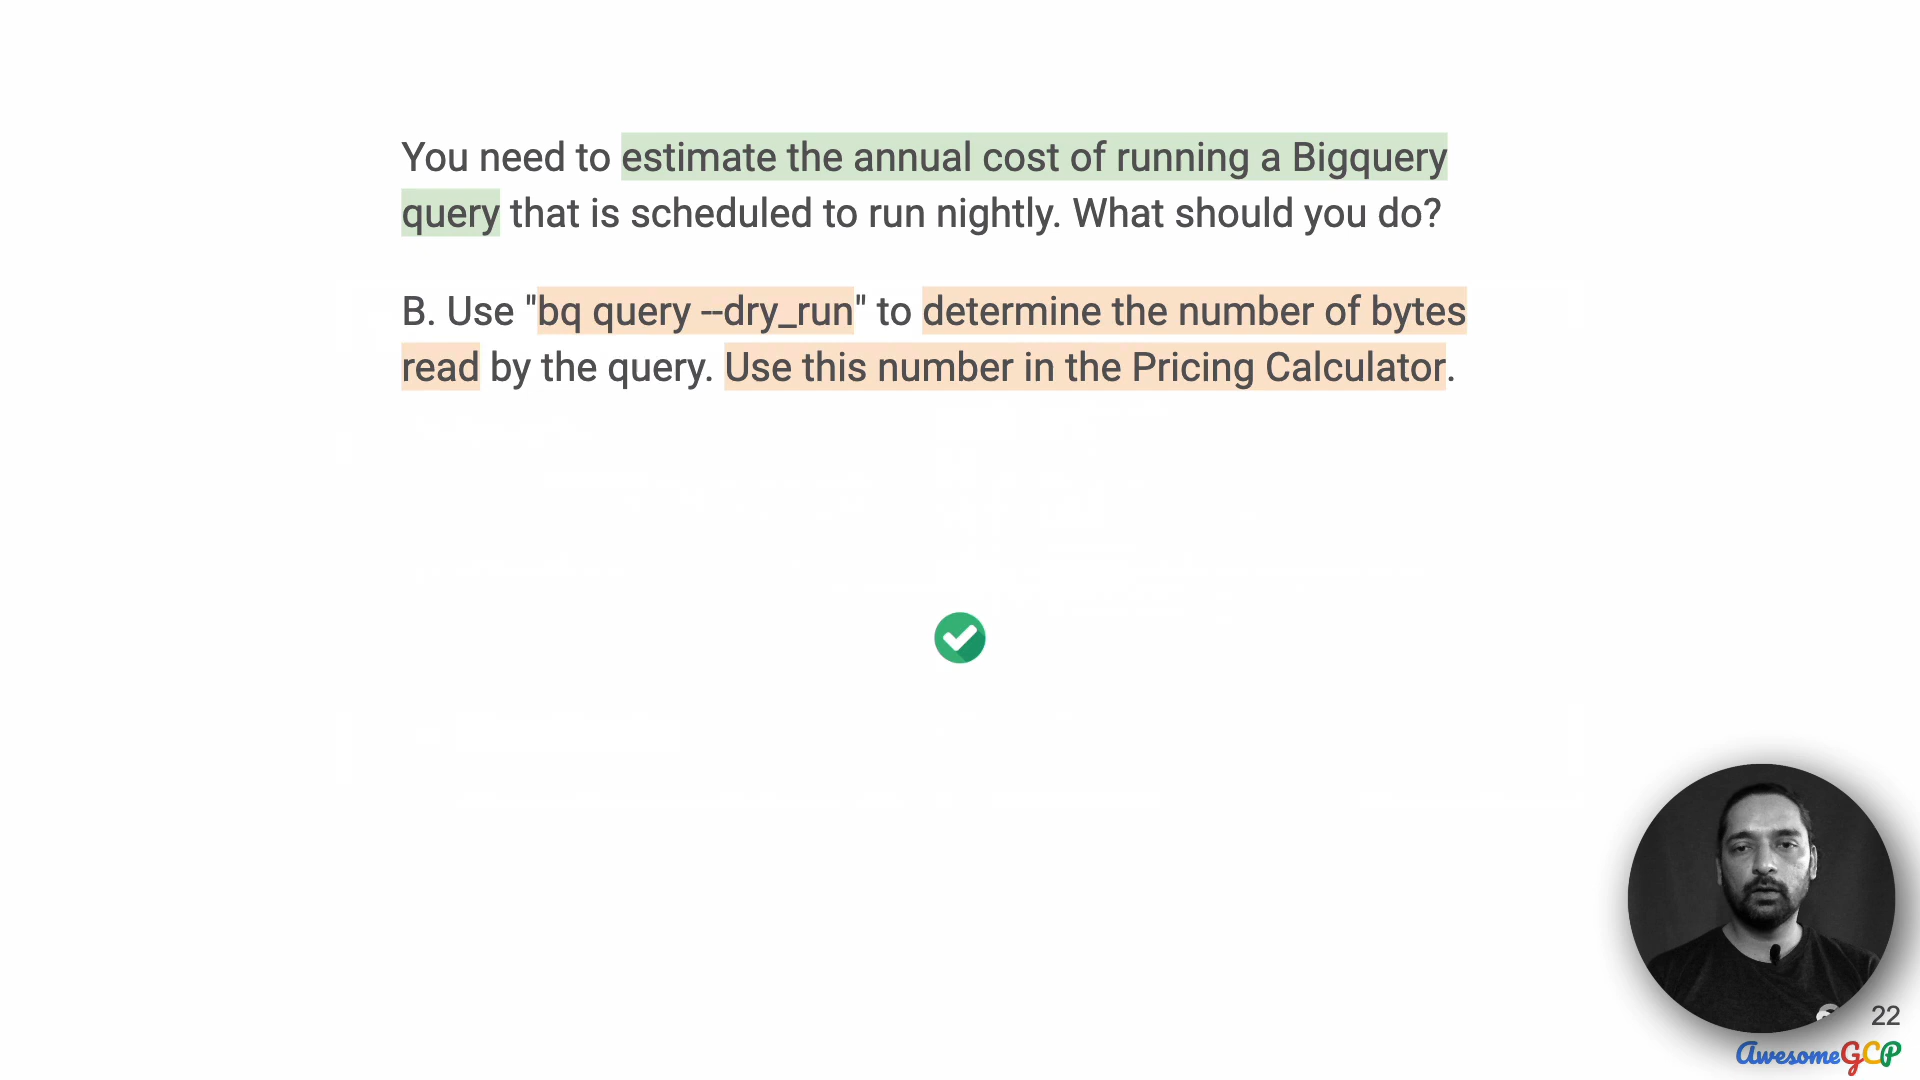 You need to estimate the annual cost of running a Bigquery
query that is scheduled to run nightly. What should you do?
B. Use "bq query --dry_run" to determine the number of bytes
read by the query. Use this number in the Pricing Calculator.
22
AwesomeGCP